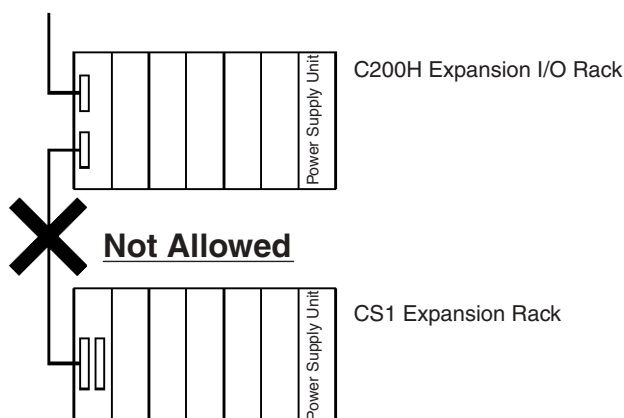 Power Supply Unit
C200H Expansion I/O Rack
Not Allowed
Power Supply Unit
CS1 Expansion Rack